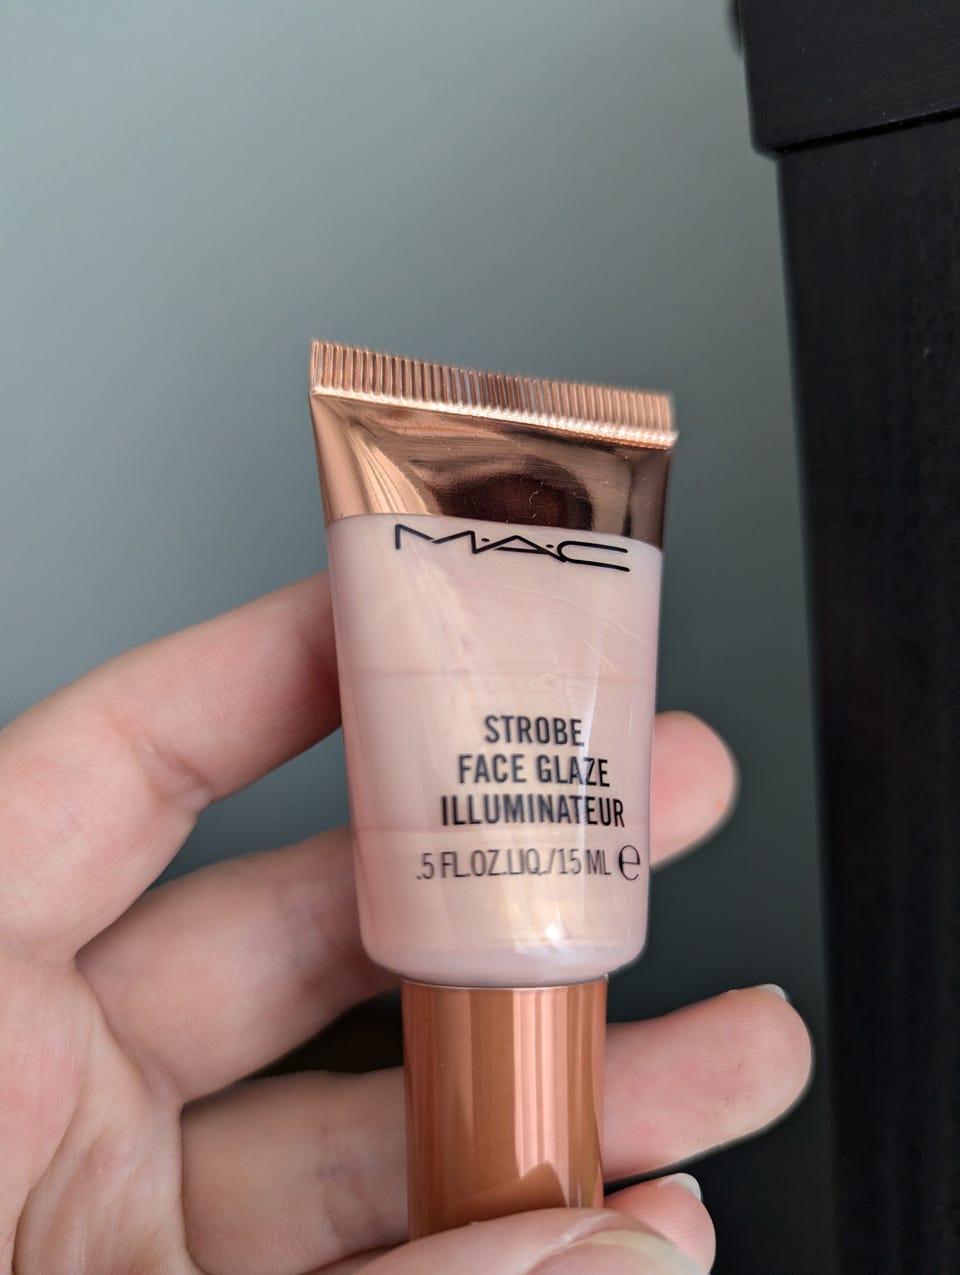 M·A·C
STROBE
FACE GLAZE
ILLUMINATEUR
.5 FL.OZ.LIQ./15 ML ℮